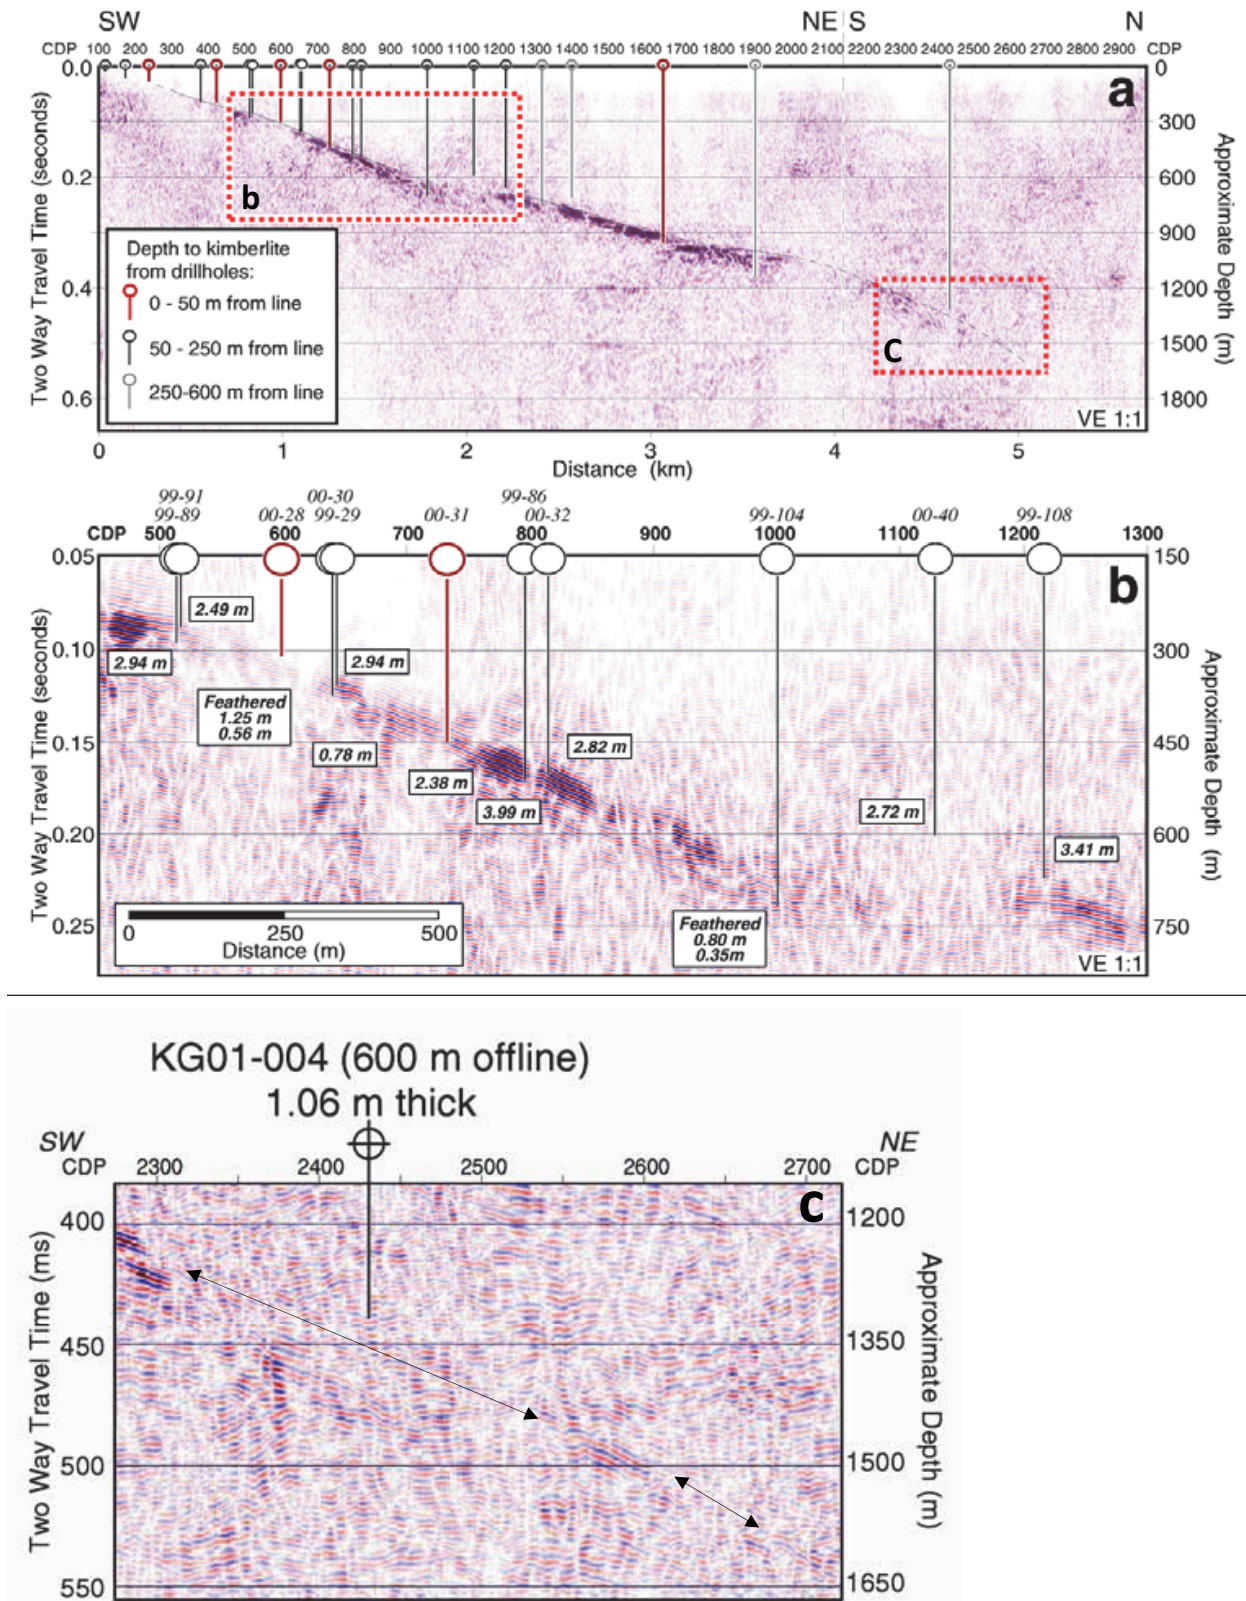 SW NE S N
CDP 100 200 300 400 500 600 700 800 900 1000 1100 1200 1300 1400 1500 1600 1700 1800 1900 2000 2100 2200 2300 2400 2500 2600 2700 2800 2900 CDP
0.0 0
a
300
0.2 600
b
900
Depth to kimberlite
from drillholes:
0 - 50 m from line
50 - 250 m from line
250-600 m from line
0.4 1200
C
1500
0.6 1800
VE 1:1
Two Way Travel Time (seconds)
Approximate Depth (m)
0 1 2 3 4 5
Distance (km)
99-91 00-30 99-86
99-89 00-28 99-29 00-31 00-32 99-104 00-40 99-108
CDP 500 600 700 800 900 1000 1100 1200 1300
0.05 150
b
2.49 m
0.10 300
2.94 m 2.94 m
Feathered
1.25 m
0.56 m
0.15 450
0.78 m 2.82 m
2.38 m
3.99 m 2.72 m
0.20 600
3.41 m
Feathered
0.80 m
0.35m
0.25 750
0 250 500
Distance (m)
VE 1:1
Two Way Travel Time (seconds)
Approximate Depth (m)
KG01-004 (600 m offline)
1.06 m thick
SW NE
CDP 2300 2400 2500 2600 2700 CDP
c
400 1200
450 1350
500 1500
550 1650
Two Way Travel Time (ms)
Approximate Depth (m)